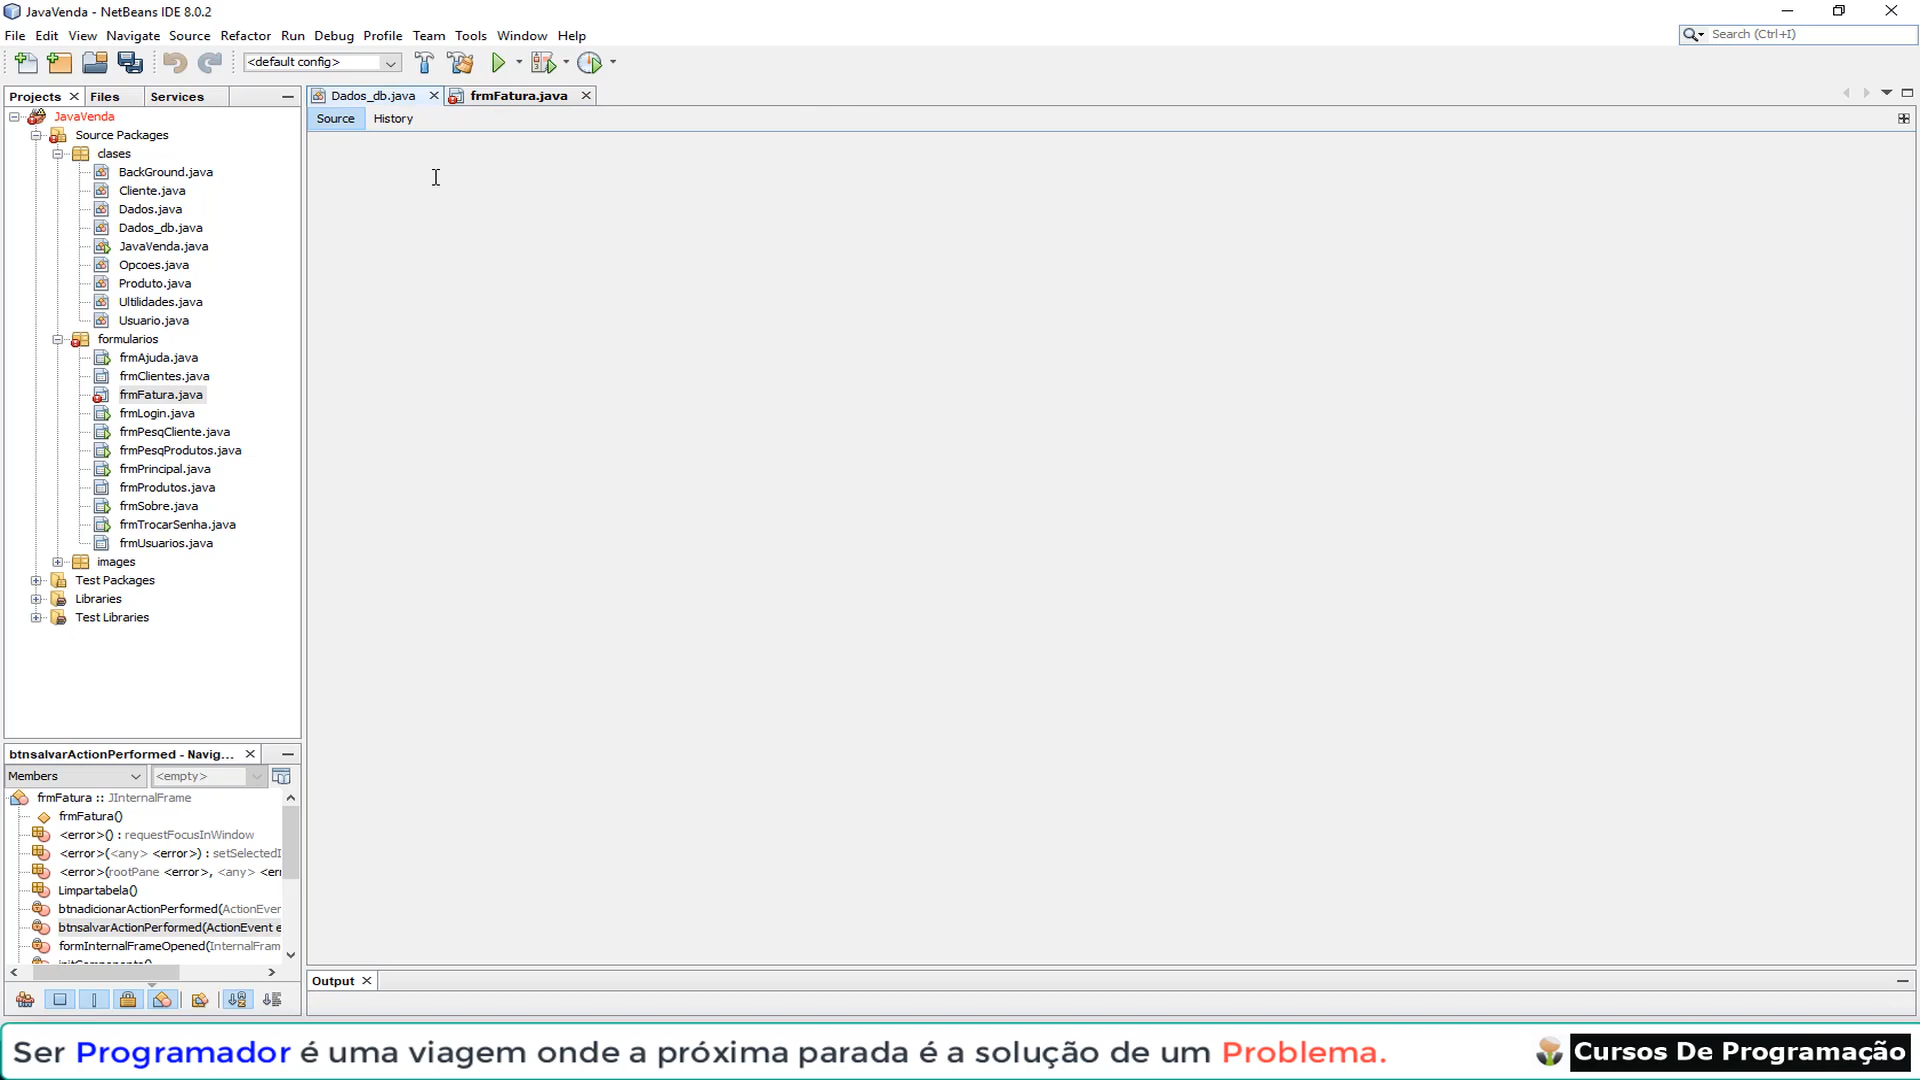 JavaVenda - NetBeans IDE 8.0.2
File Edit View Navigate Source Refactor Run Debug Profile Team Tools Window Help
Search (Ctrl+I)
<default config>
Projects Files Services
Dados_db.java frmFatura.java
Source History
JavaVenda
Source Packages
clases
BackGround.java
Cliente.java
Dados.java
Dados_db.java
JavaVenda.java
Opcoes.java
Produto.java
Ultilidades.java
Usuario.java
formularios
frmAjuda.java
frmClientes.java
frmFatura.java
frmLogin.java
frmPesqCliente.java
frmPesqProdutos.java
frmPrincipal.java
frmProdutos.java
frmSobre.java
frmTrocarSenha.java
frmUsuarios.java
images
Test Packages
Libraries
Test Libraries
btnsalvarActionPerformed - Navig...
Members <empty>
frmFatura :: JInternalFrame
frmFatura()
<error>() : requestFocusInWindow
<error>(<any> <error>) : setSelectedI
<error>(rootPane <error>, <any> <err
Limpartabela()
btnadicionarActionPerformed(ActionEver
btnsalvarActionPerformed(ActionEvent e
formInternalFrameOpened(InternalFram
initComponents()
Output
Ser Programador é uma viagem onde a próxima parada é a solução de um Problema.
Cursos De Programação